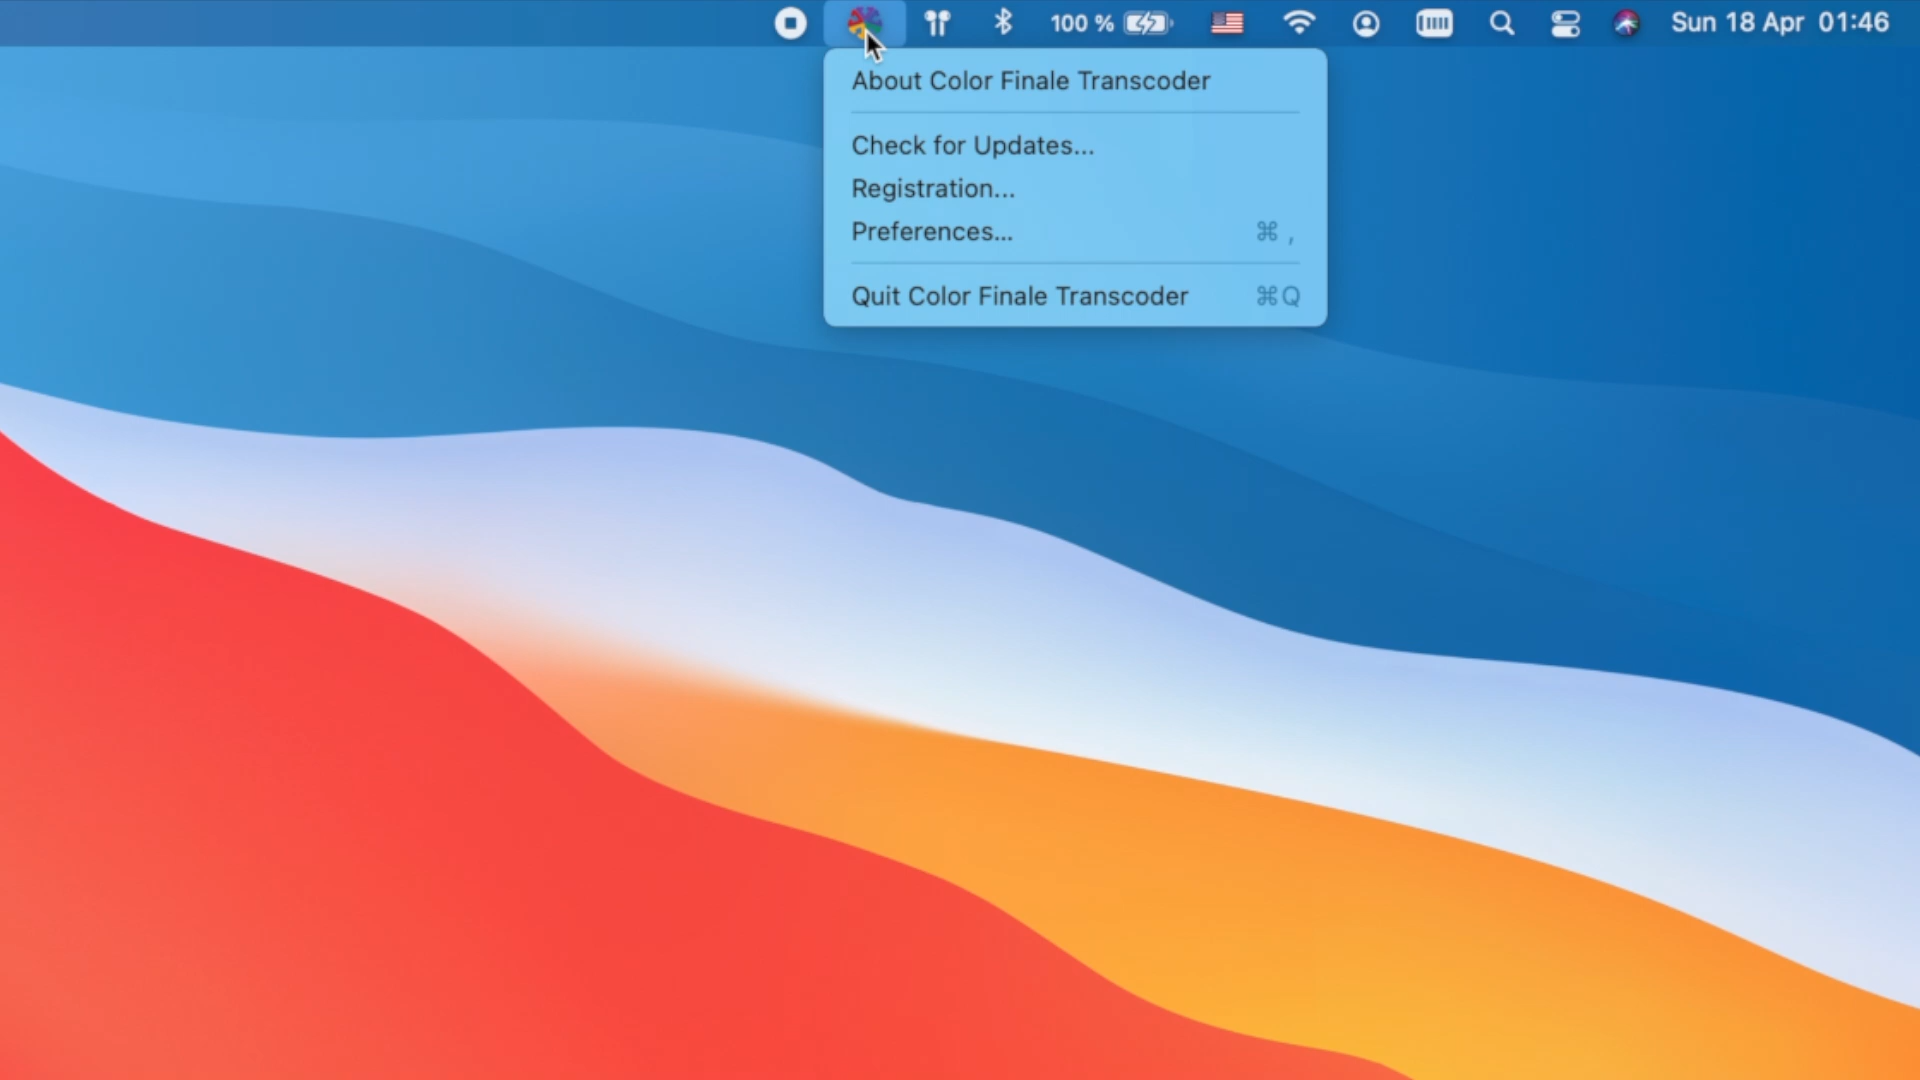 100 %
Sun 18 Apr 01:46
About Color Finale Transcoder
Check for Updates...
Registration...
Preferences... ⌘ ,
Quit Color Finale Transcoder ⌘Q